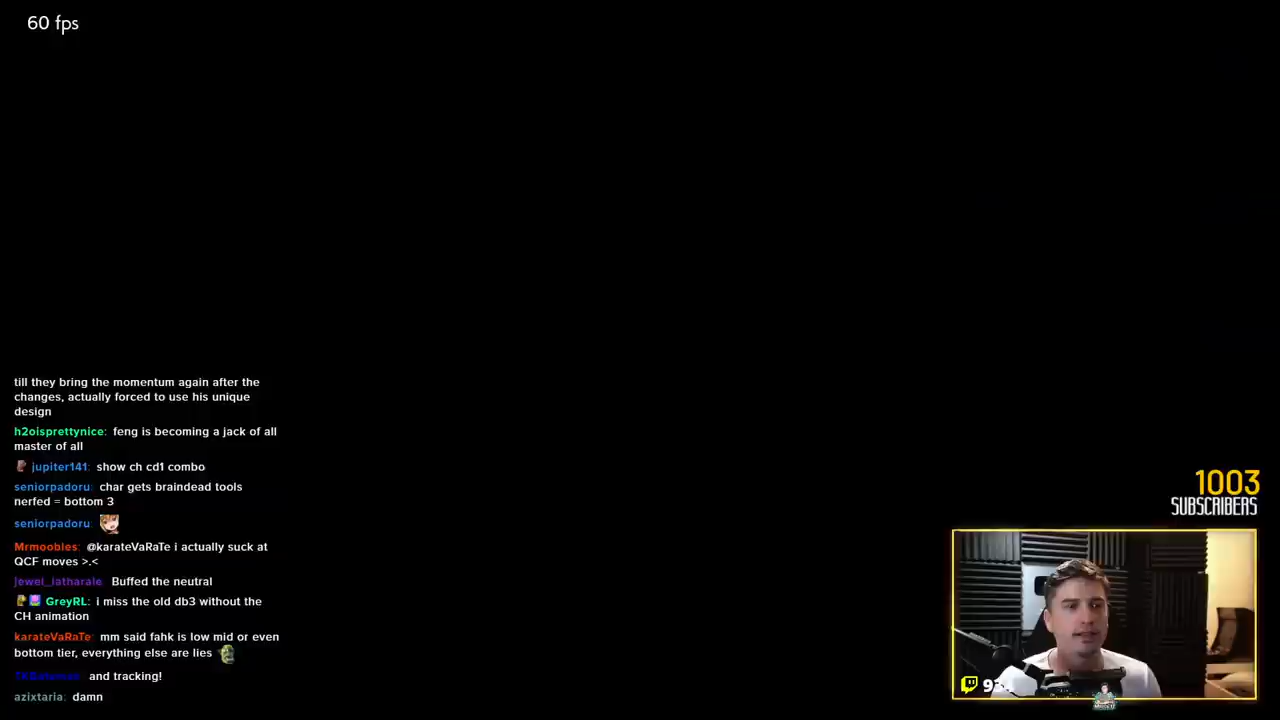 60 fps
till they bring the momentum again after the
changes, actually forced to use his unique
design
h2oisprettynice: feng is becoming a jack of all
master of all
jupiter141: show ch cd1 combo
seniorpadoru: char gets braindead tools
nerfed = bottom 3
seniorpadoru:
Mrmoobies: @karateVaRaTe i actually suck at
QCF moves >.<
jewel_iatharale: Buffed the neutral
GreyRL: i miss the old db3 without the
CH animation
karateVaRaTe: mm said fahk is low mid or even
bottom tier, everything else are lies
and tracking!
azixtaria: damn
1003
SUBSCRIBERS